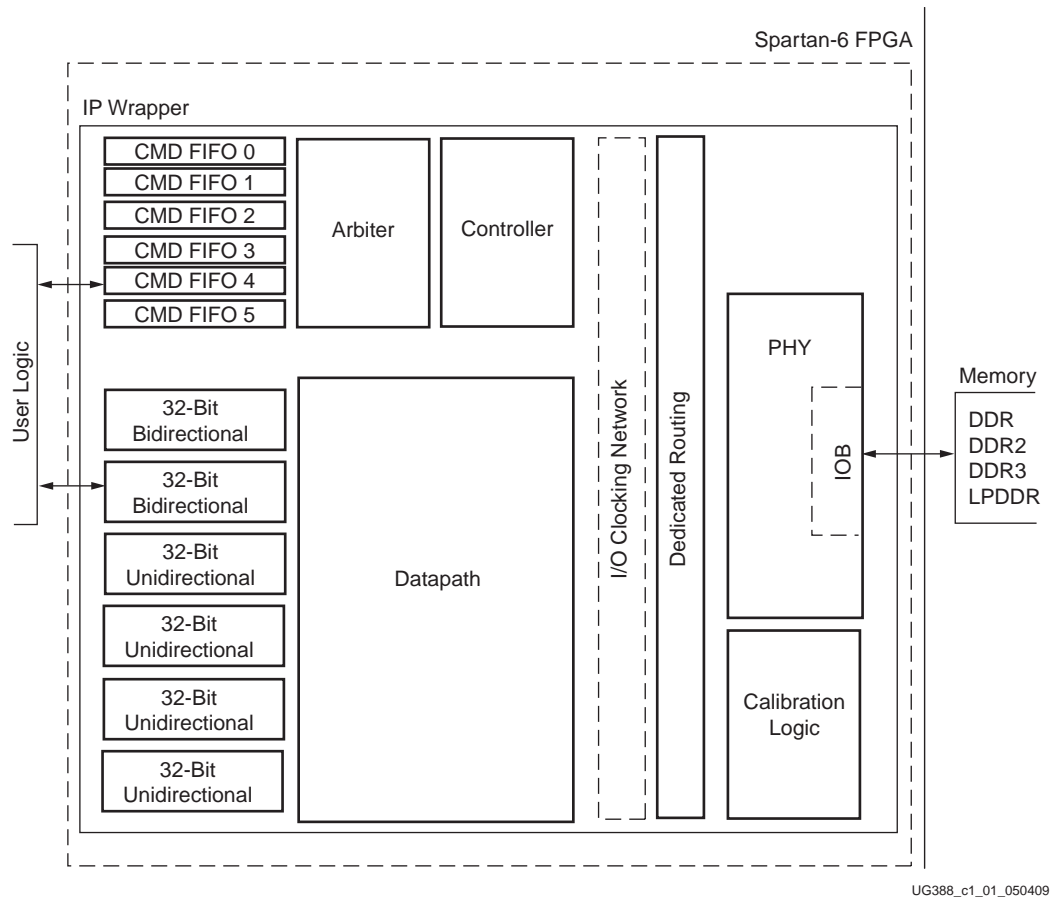 Spartan-6 FPGA
IP Wrapper
CMD FIFO 0
CMD FIFO 1
CMD FIFO 2
CMD FIFO 3
CMD FIFO 4
CMD FIFO 5
Arbiter
Controller
User Logic
32-Bit
Bidirectional
32-Bit
Bidirectional
32-Bit
Unidirectional
32-Bit
Unidirectional
32-Bit
Unidirectional
32-Bit
Unidirectional
Datapath
I/O Clocking Network
Dedicated Routing
PHY
IOB
Calibration
Logic
Memory
DDR
DDR2
DDR3
LPDDR
UG388_c1_01_050409